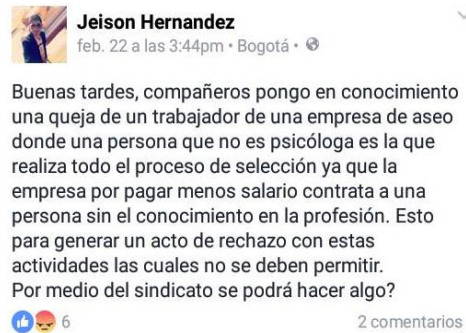 Jeison Hernandez
feb. 22 a las 3:44pm • Bogotá •
Buenas tardes, compañeros pongo en conocimiento
una queja de un trabajador de una empresa de aseo
donde una persona que no es psicóloga es la que
realiza todo el proceso de selección ya que la
empresa por pagar menos salario contrata a una
persona sin el conocimiento en la profesión. Esto
para generar un acto de rechazo con estas
actividades las cuales no se deben permitir.
Por medio del sindicato se podrá hacer algo?
6
2 comentarios